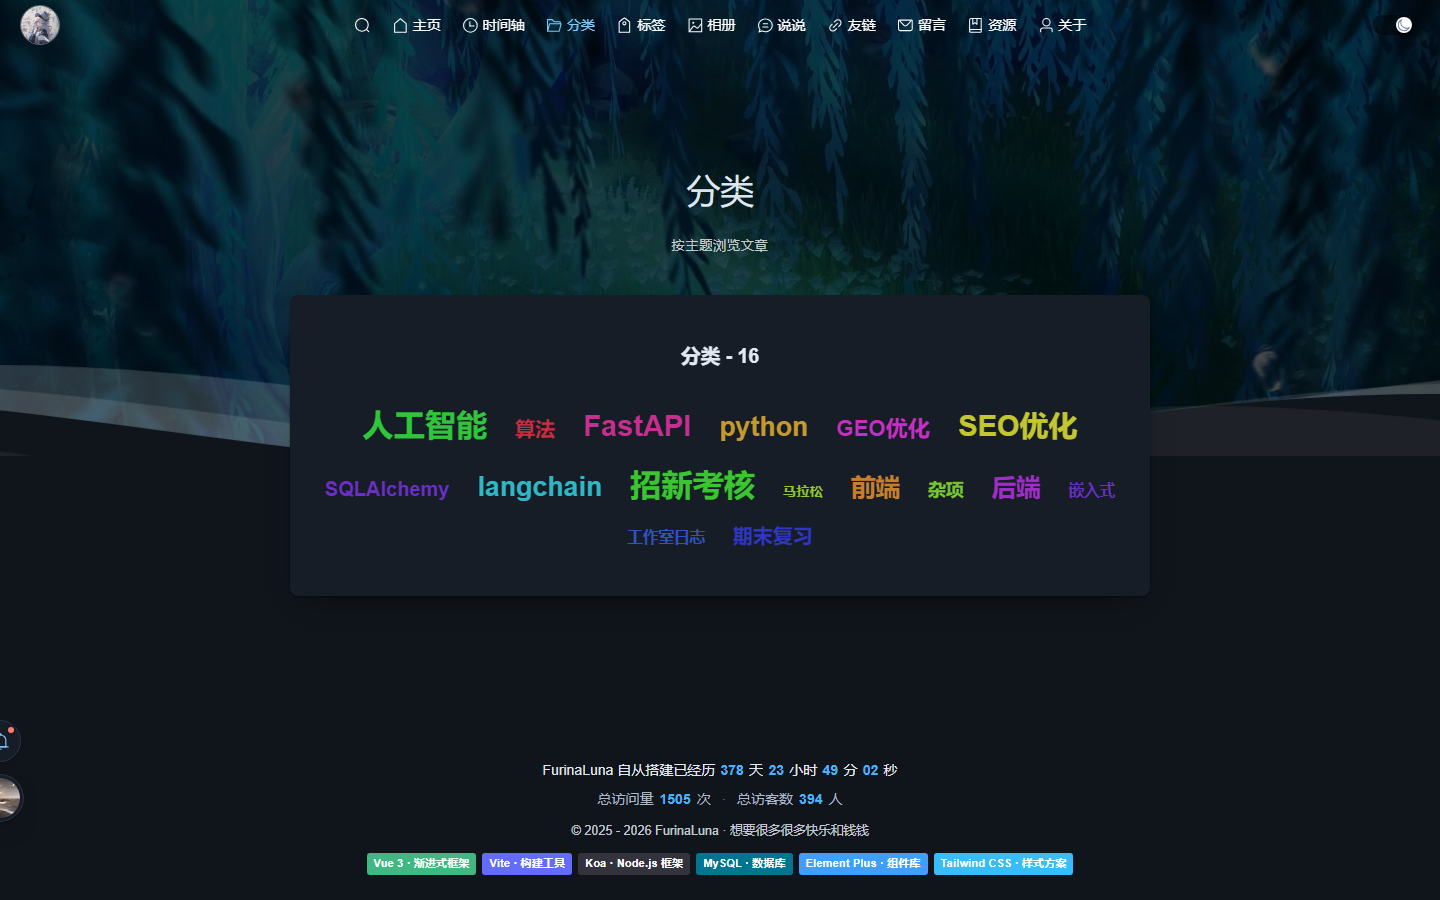 主页 时间轴 分类 标签 相册 说说 友链 留言 资源 关于
分类
按主题浏览文章
分类 - 16
人工智能 算法 FastAPI python GEO优化 SEO优化
SQLAlchemy langchain 招新考核 马拉松 前端 杂项 后端 嵌入式
工作室日志 期末复习
FurinaLuna 自从搭建已经历 378 天 23 小时 49 分 02 秒
总访问量 1505 次 · 总访客数 394 人
© 2025 - 2026 FurinaLuna · 想要很多很多快乐和钱钱
Vue 3 · 渐进式框架 Vite · 构建工具 Koa · Node.js 框架 MySQL · 数据库 Element Plus · 组件库 Tailwind CSS · 样式方案